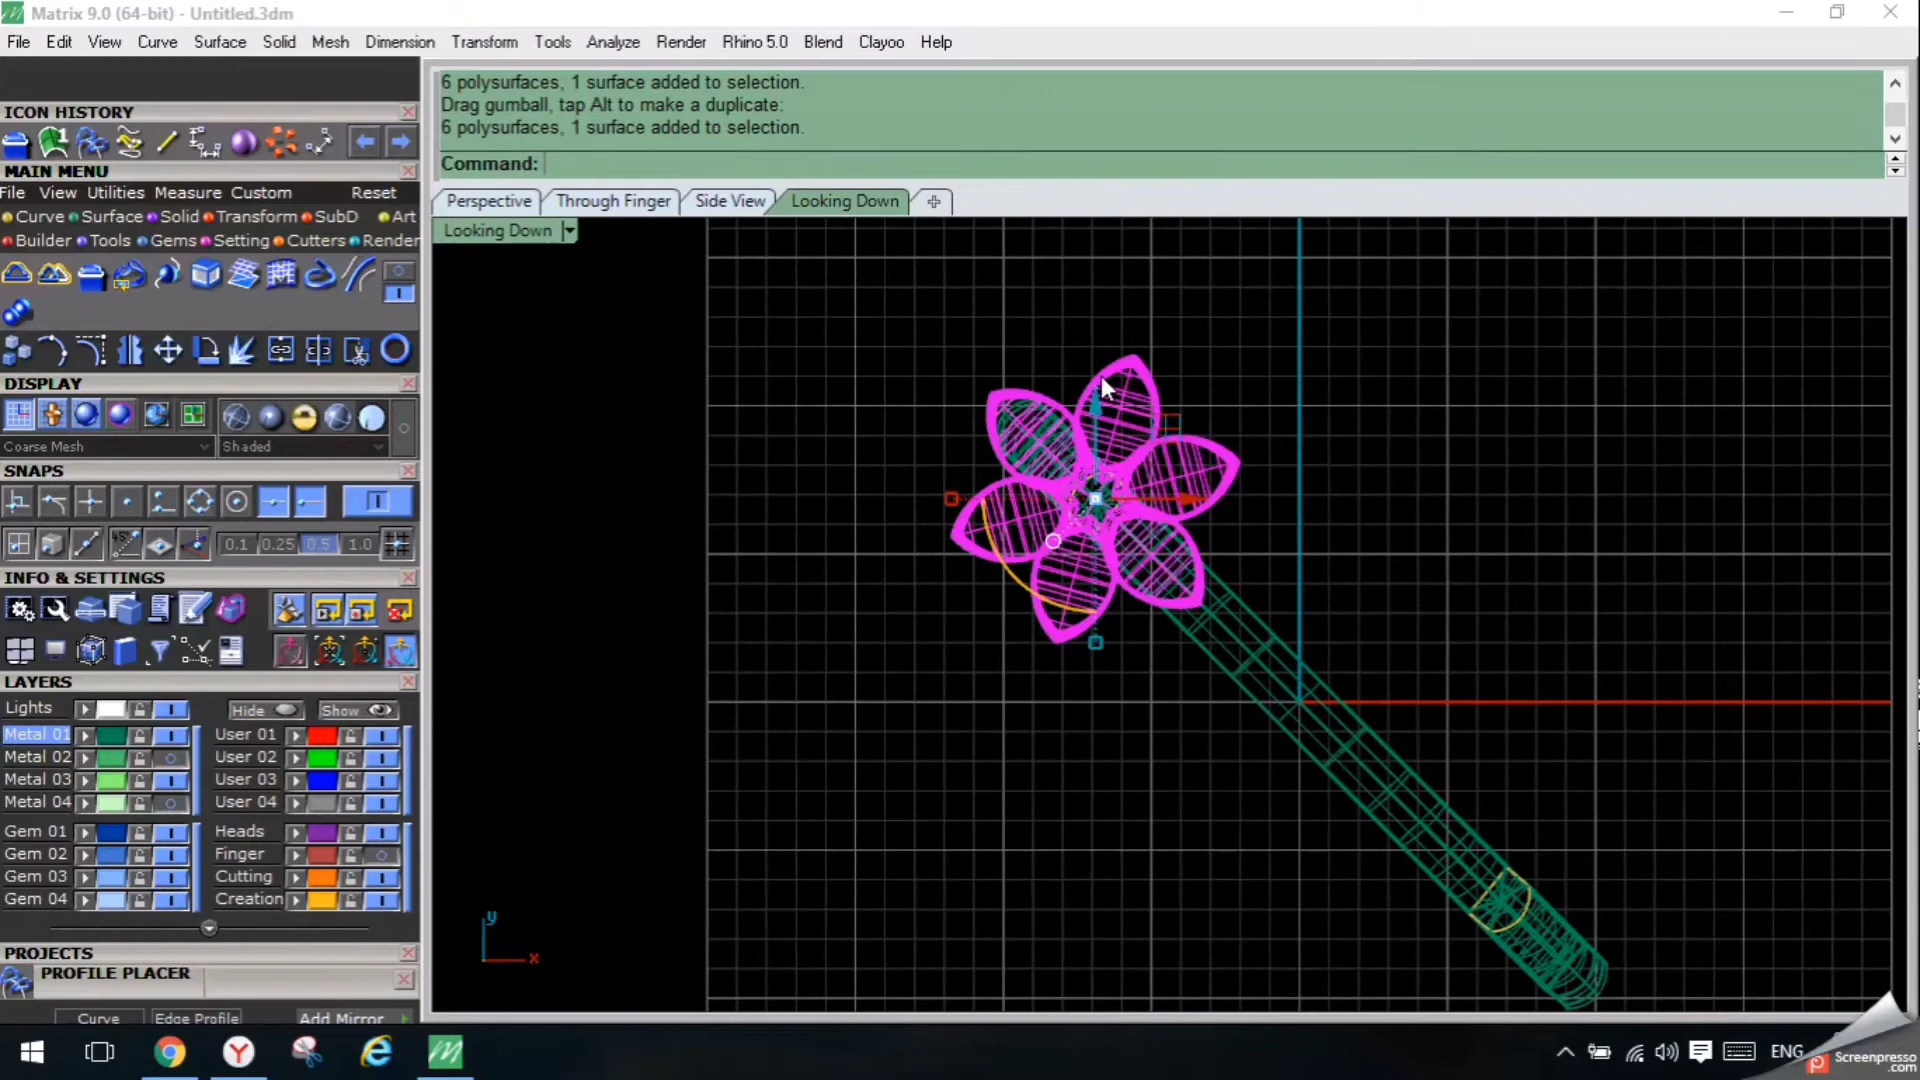 Matrix 9.0 (64-bit) - Untitled.3dm
File Edit View Curve Surface Solid Mesh Dimension Transform Tools Analyze Render Rhino 5.0 Blend Clayoo Help
6 polysurfaces, 1 surface added to selection.
Drag gumball, tap Alt to make a duplicate:
6 polysurfaces, 1 surface added to selection.
Command:
ICON HISTORY
MAIN MENU
File View Utilities Measure Custom Reset
Curve Surface Solid Transform SubD Art
Builder Tools Gems Setting Cutters Render
Perspective Through Finger Side View Looking Down
Looking Down
DISPLAY
Coarse Mesh Shaded
SNAPS
45°
0.1 0.25 0.5 1.0
INFO & SETTINGS
LAYERS
Lights Hide Show
Metal 01 User 01
Metal 02 User 02
Metal 03 User 03
Metal 04 User 04
Gem 01 Heads
Gem 02 Finger
Gem 03 Cutting
Gem 04 Creation
y
x
PROJECTS
PROFILE PLACER
Curve Edge Profile Add Mirror
ENG
Screenpresso
.com